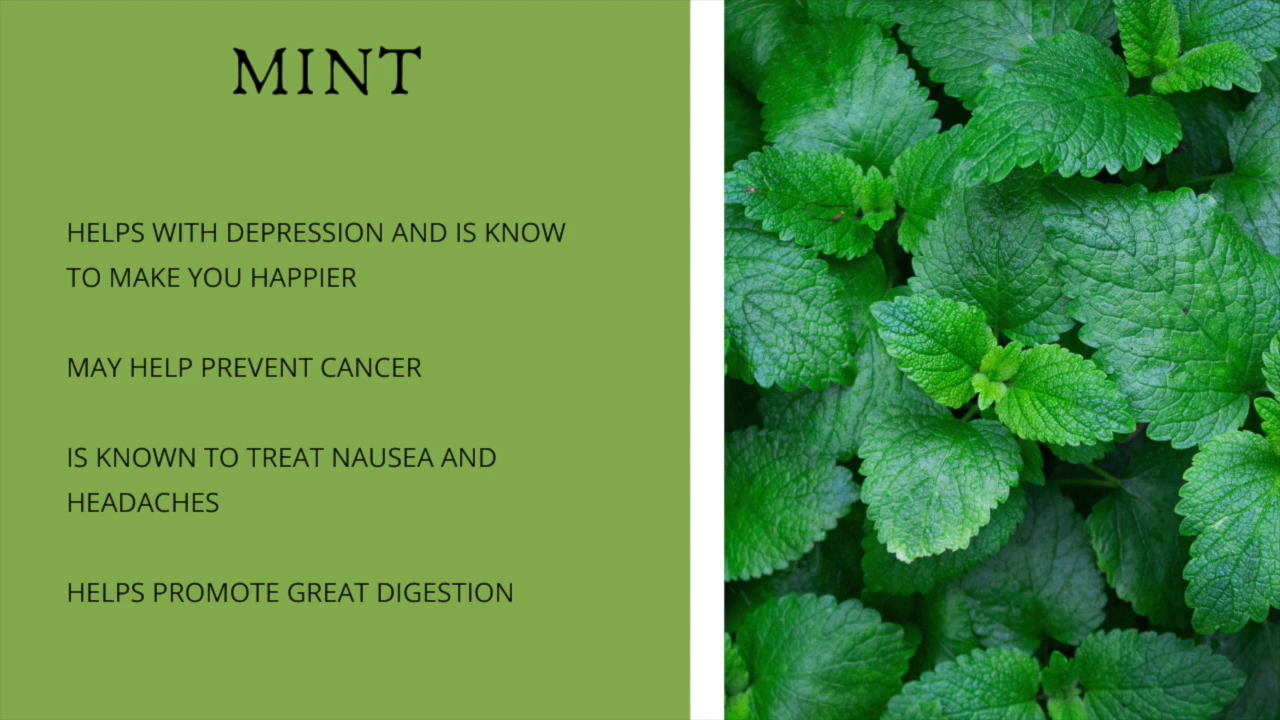 MINT
HELPS WITH DEPRESSION AND IS KNOW
TO MAKE YOU HAPPIER
MAY HELP PREVENT CANCER
IS KNOWN TO TREAT NAUSEA AND
HEADACHES
HELPS PROMOTE GREAT DIGESTION